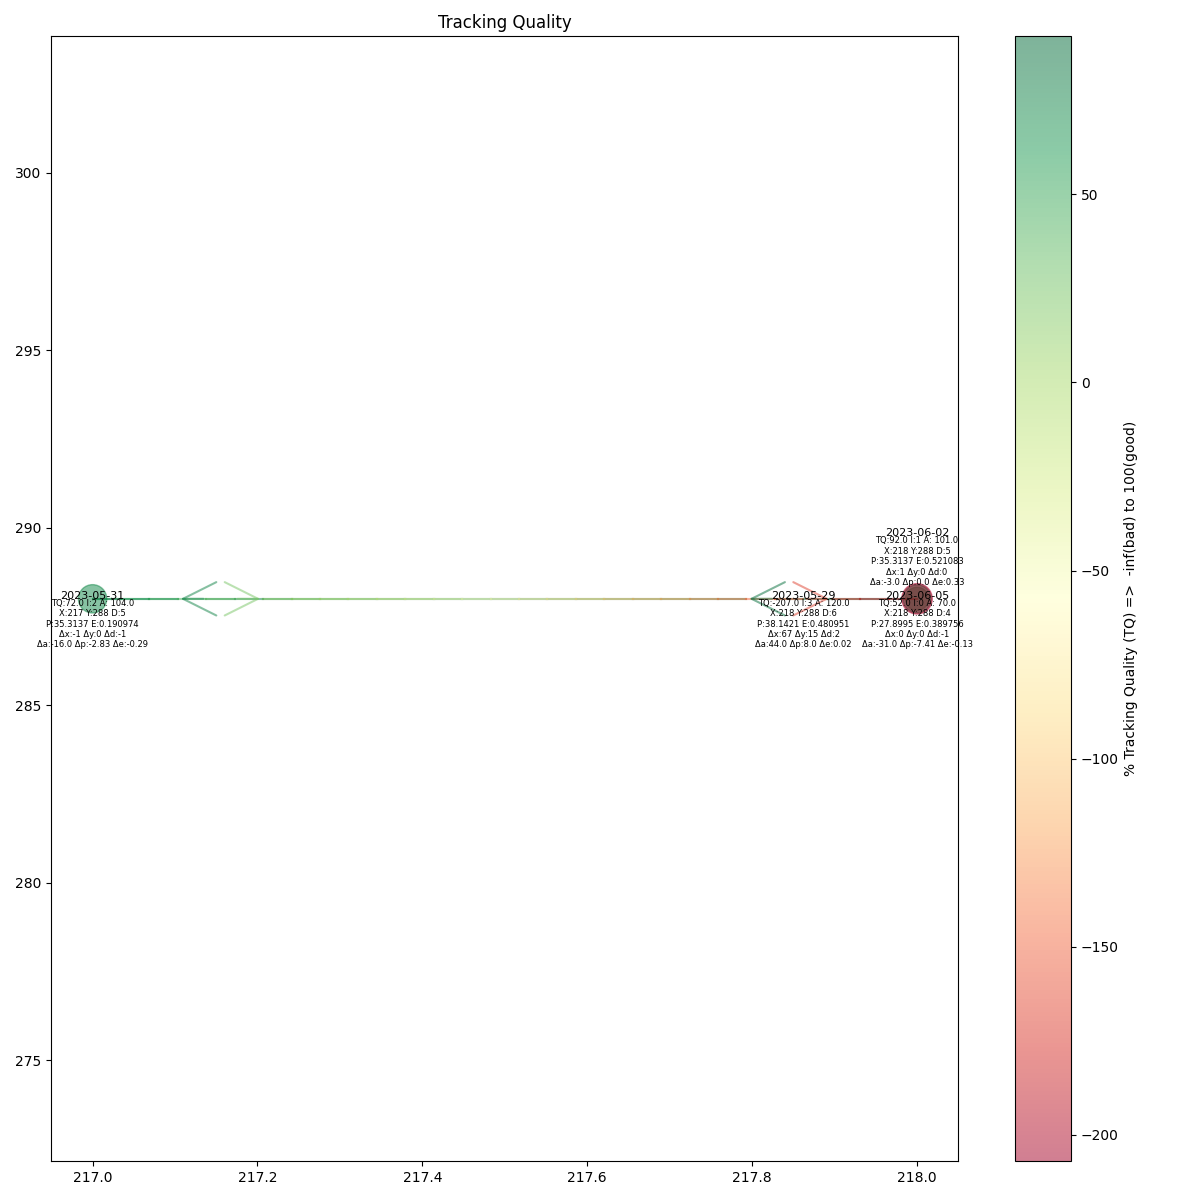 Tracking Quality
300
295
290
285
280
275
217.0
217.2
217.4
217.6
217.8
218.0
2023-05-31
TQ:72.0 I:2 A: 104.0
X:217 Y:288 D:5
P:35.3137 E:0.190974
Δx:-1 Δy:0 Δd:-1
Δa:-16.0 Δp:-2.83 Δe:-0.29
2023-05-29
TQ:-207.0 I:3 A: 120.0
X:218 Y:288 D:6
P:38.1421 E:0.480951
Δx:67 Δy:15 Δd:2
Δa:44.0 Δp:8.0 Δe:0.02
2023-06-02
TQ:92.0 I:1 A: 101.0
X:218 Y:288 D:5
P:35.3137 E:0.521083
Δx:1 Δy:0 Δd:0
Δa:-3.0 Δp:0.0 Δe:0.33
2023-06-05
I:0 A: 70.0
X:218 Y:288 D:4
P:27.8995 E:0.389756
Δx:0 Δy:0 Δd:-1
Δa:-31.0 Δp:-7.41 Δe:-0.13
50
0
−50
−100
−150
−200
% Tracking Quality (TQ) => -inf(bad) to 100(good)